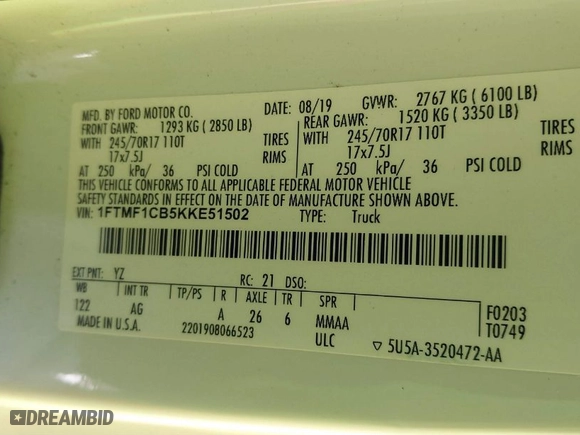 MFD. BY FORD MOTOR CO. DATE: 08/19 GVWR: 2767 KG ( 6100 LB)
FRONT GAWR: 1293 KG ( 2850 LB) REAR GAWR: 1520 KG ( 3350 LB)
WITH 245/70R17 110T TIRES WITH 245/70R17 110T TIRES
17x7.5J RIMS 17x7.5J RIMS
AT 250 kPa/ 36 PSI COLD AT 250 kPa/ 36 PSI COLD
THIS VEHICLE CONFORMS TO ALL APPLICABLE FEDERAL MOTOR VEHICLE
SAFETY STANDARDS IN EFFECT ON THE DATE OF MANUFACTURE SHOWN ABOVE.
VIN: 1FTMF1CB5KKE51502 TYPE: Truck
EXT PNT: YZ RC: 21 DSO:
WB INT TR TP/PS R AXLE TR SPR F0203
122 AG A 26 6 MMAA T0749
MADE IN U.S.A. 2201908066523 ULC ▽ 5U5A-3520472-AA
DREAMBID